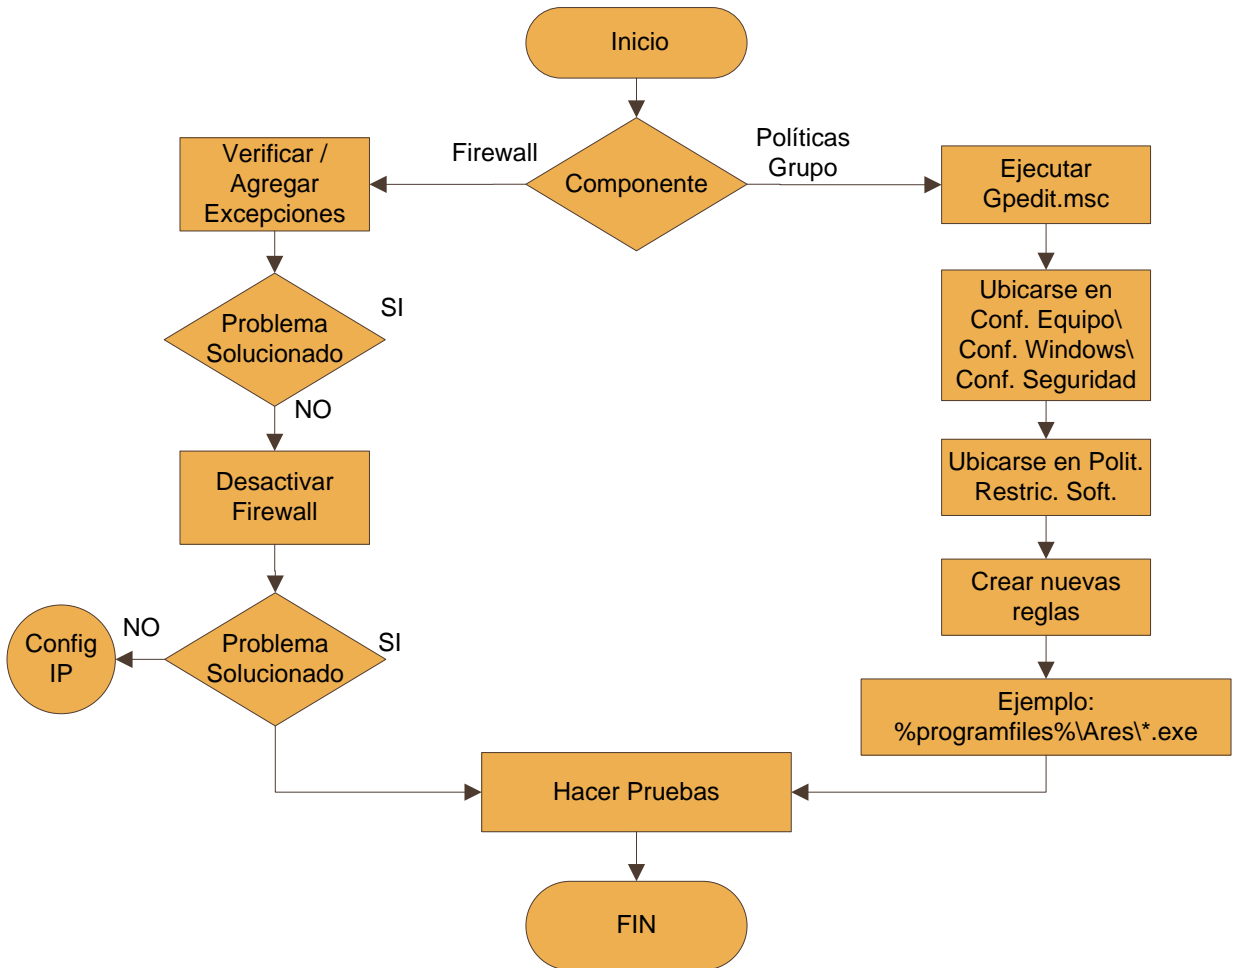 Inicio
Componente
Firewall
Verificar /
Agregar
Excepciones
Problema
Solucionado
SI
NO
Desactivar
Firewall
Problema
Solucionado
SI
NO
Config
IP
Políticas
Grupo
Ejecutar
Gpedit.msc
Ubicarse en
Conf. Equipo\
Conf. Windows\
Conf. Seguridad
Ubicarse en Polit.
Restric. Soft.
Crear nuevas
reglas
Ejemplo:
%programfiles%\Ares\*.exe
Hacer Pruebas
FIN